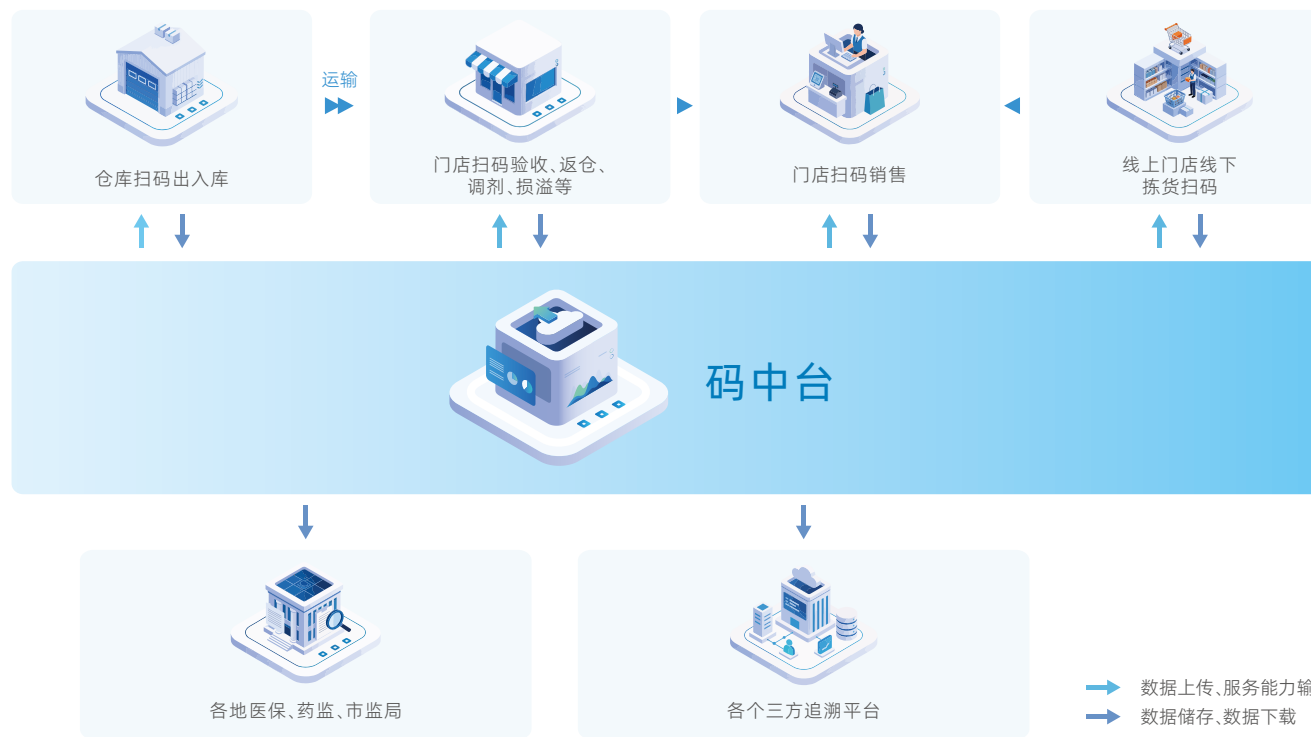 运输
仓库扫码出入库
门店扫码验收、返仓、
调剂、损溢等
门店扫码销售
线上门店线下
拣货扫码
码中台
各地医保、药监、市监局
各个三方追溯平台
数据上传、服务能力输
数据储存、数据下载